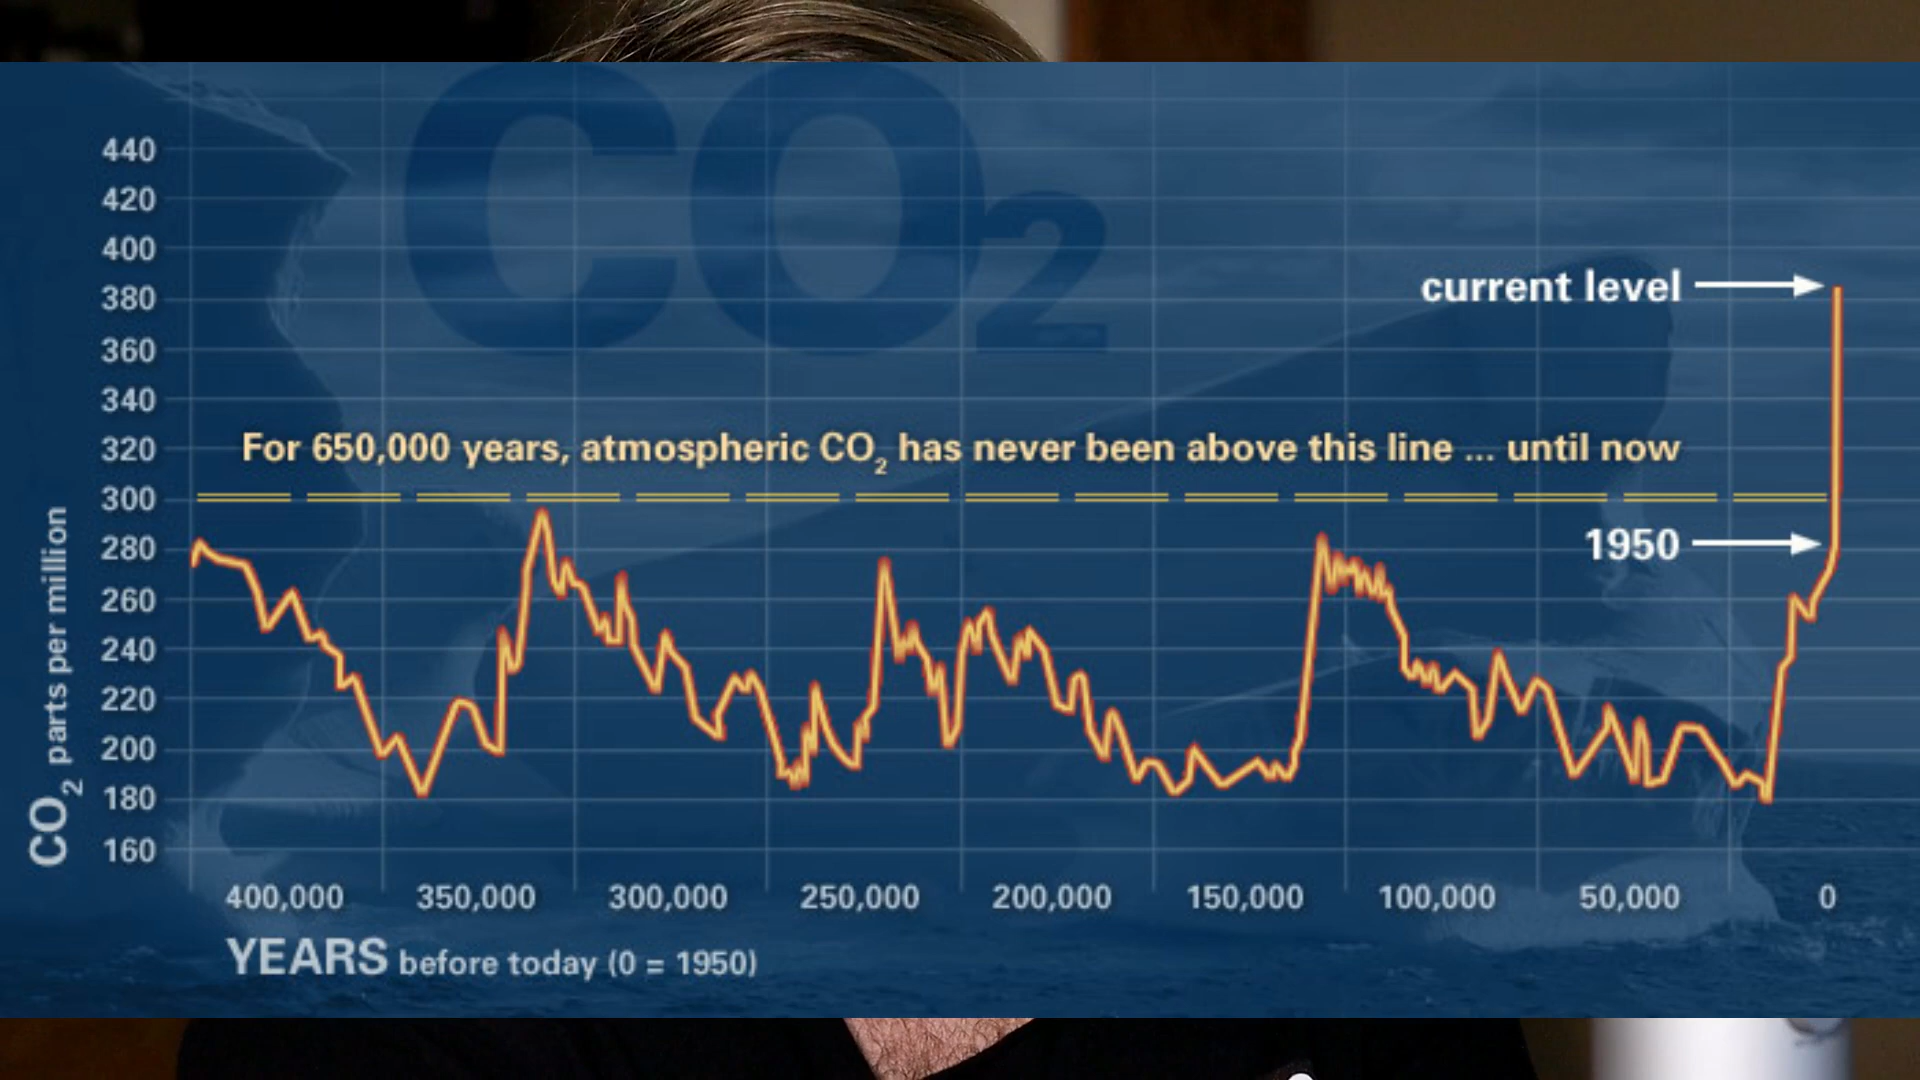 CO2
440
420
400
380
360
340
320
300
280
260
240
220
200
180
160
CO2 parts per million
current level
For 650,000 years, atmospheric CO2 has never been above this line ... until now
1950
400,000 350,000 300,000 250,000 200,000 150,000 100,000 50,000 0
YEARS before today (0 = 1950)